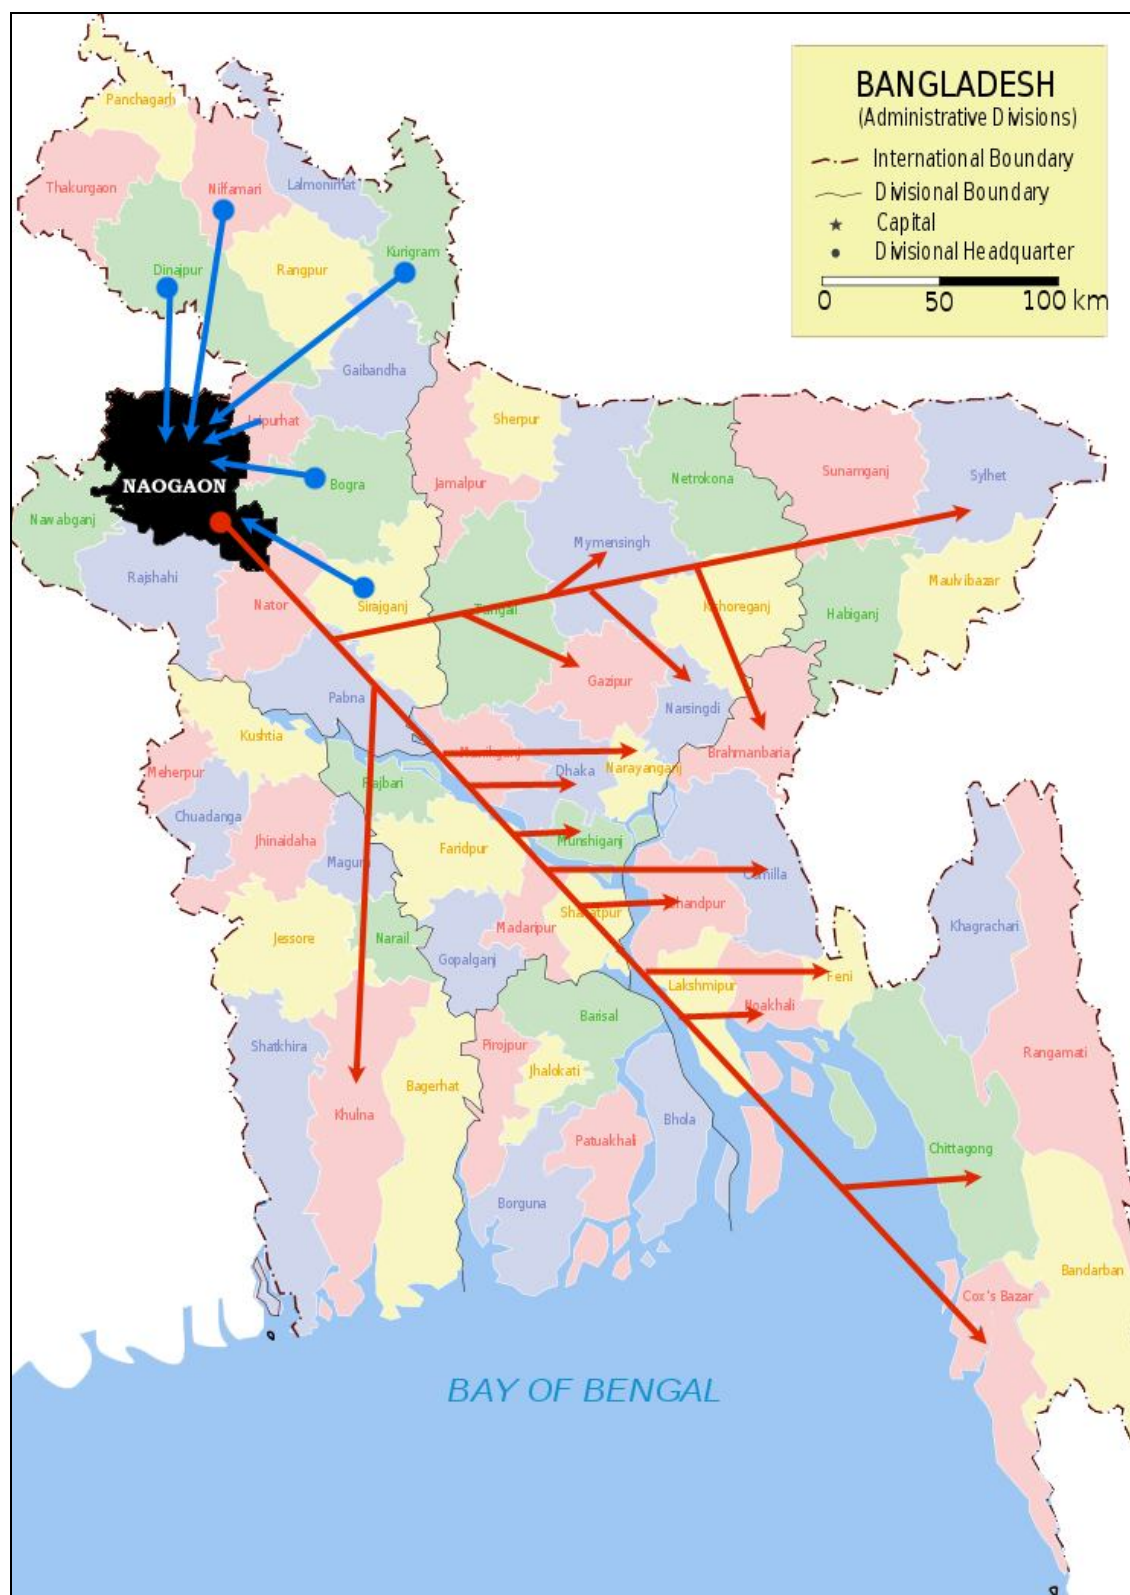 BANGLADESH
(Administrative Divisions)
International Boundary
Divisional Boundary
Capital
Divisional Headquarter
0 50 100 km
Panchagarh
Thakurgaon
Nilfamari
Lalmonirhat
Dinajpur
Rangpur
Kurigram
Gaibandha
Sherpur
Jaipurhat
Sunamganj
Sylhet
Netrokona
NAOGAON
Bogra
Jamalpur
Nawabganj
Mymensingh
Rajshahi
Maulvibazar
Nator
Sirajganj
Tangail
Kishoreganj
Habiganj
Gazipur
Pabna
Narsingdi
Kushtia
Manikganj
Brahmanbaria
Meherpur
Dhaka
Narayanganj
Rajbari
Chuadanga
Jhinaidaha
Munshiganj
Faridpur
Magura
Comilla
Chandpur
Shariatpur
Khagrachari
Madaripur
Jessore
Narail
Gopalganj
Feni
Lakshmipur
Noakhali
Barisal
Shatkhira
Pirojpur
Rangamati
Jhalokati
Bagerhat
Khulna
Bhola
Patuakhali
Chittagong
Borguna
Bandarban
Cox's Bazar
BAY OF BENGAL